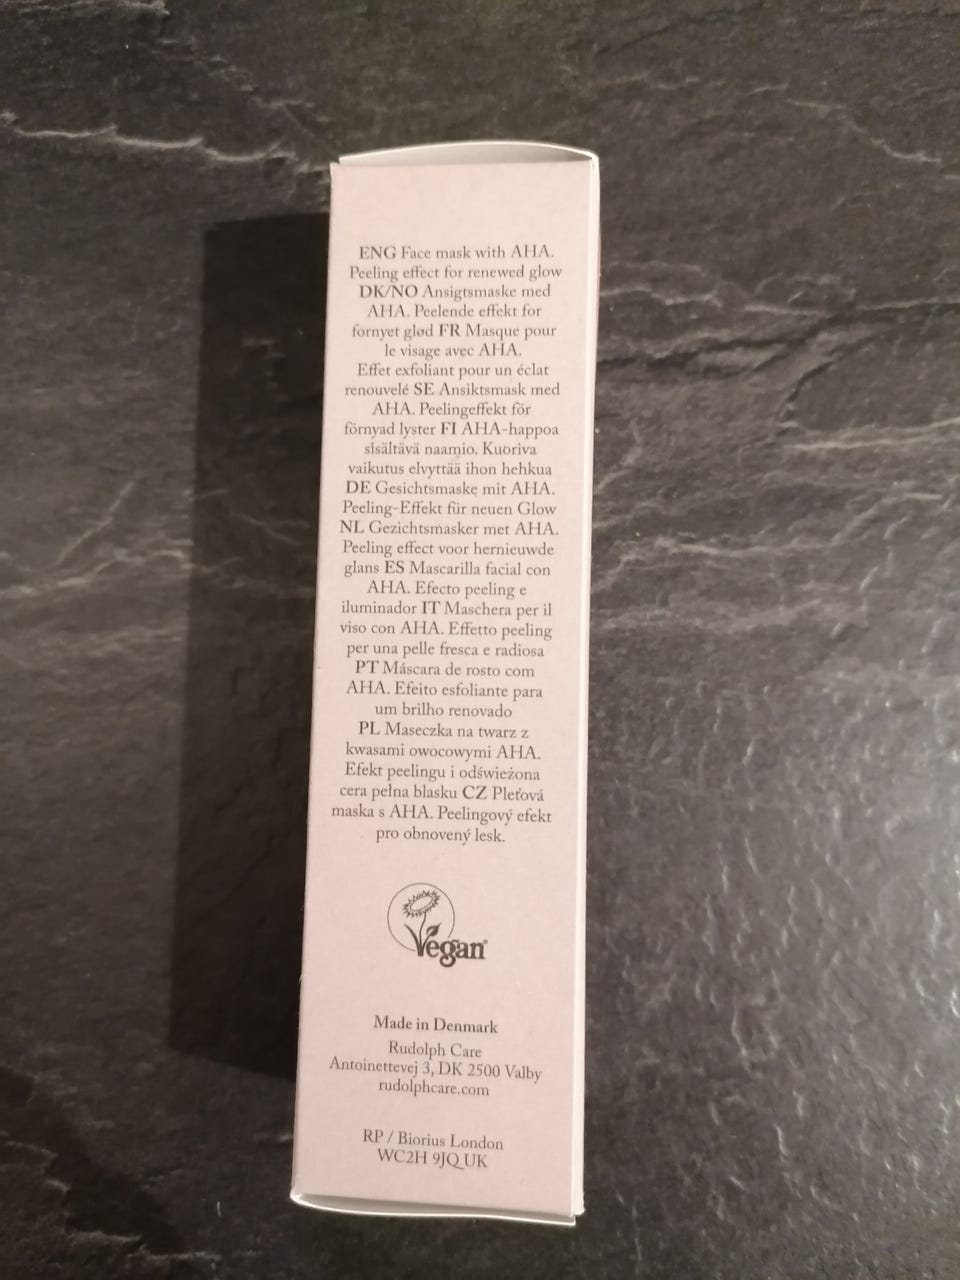 ENG Face mask with AHA.
Peeling effect for renewed glow
DK/NO Ansigtsmaske med
AHA. Peelende effekt for
fornyet glød FR Masque pour
le visage avec AHA.
Effet exfoliant pour un éclat
renouvelé SE Ansiktsmask med
AHA. Peelingeffekt för
förnyad lyster FI AHA-happoa
sisältävä naamio. Kuoriva
vaikutus elvyttää ihon hehkua
DE Gesichtsmaske mit AHA.
Peeling-Effekt für neuen Glow
NL Gezichtsmasker met AHA.
Peeling effect voor hernieuwde
glans ES Mascarilla facial con
AHA. Efecto peeling e
iluminador IT Maschera per il
viso con AHA. Effetto peeling
per una pelle fresca e radiosa
PT Máscara de rosto com
AHA. Efeito esfoliante para
um brilho renovado
PL Maseczka na twarz z
kwasami owocowymi AHA.
Efekt peelingu i odświeżona
cera pełna blasku CZ Pleťová
maska s AHA. Peelingový efekt
pro obnovený lesk.
Vegan
Made in Denmark
Rudolph Care
Antoinettevej 3, DK 2500 Valby
rudolphcare.com
RP / Biorius London
WC2H 9JQ UK